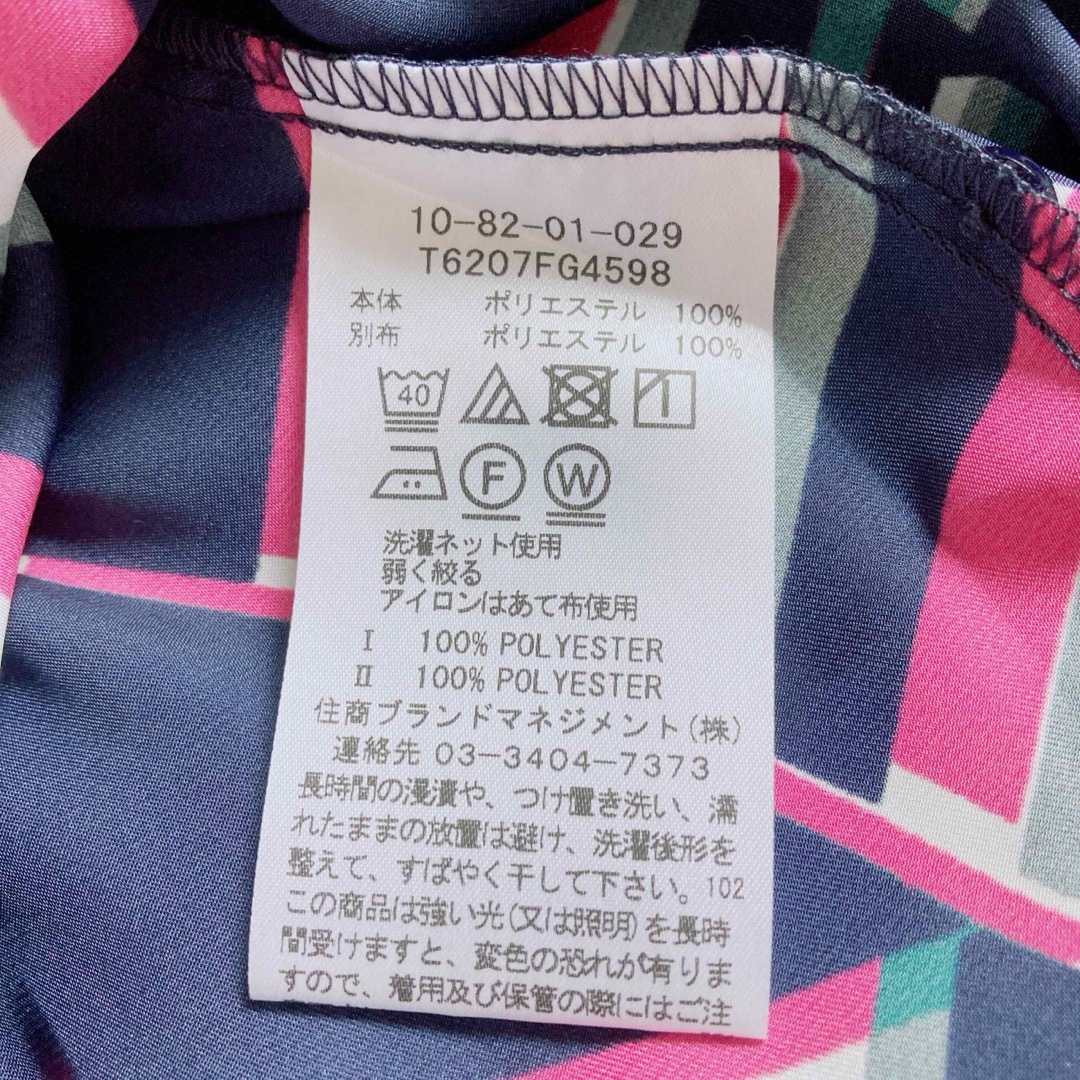 10-82-01-029
T6207FG4598
本体 ポリエステル 100%
別布 ポリエステル 100%
40
F W
洗濯ネット使用
弱く絞る
アイロンはあて布使用
Ⅰ 100% POLYESTER
Ⅱ 100% POLYESTER
住商ブランドマネジメント(株)
連絡先 03-3404-7373
長時間の浸漬や、つけ置き洗い、濡
れたままの放置は避け、洗濯後形を
整えて、すばやく干して下さい。102
この商品は強い光(又は照明)を長時
間受けますと、変色の恐れが有りま
すので、着用及び保管の際にはご注